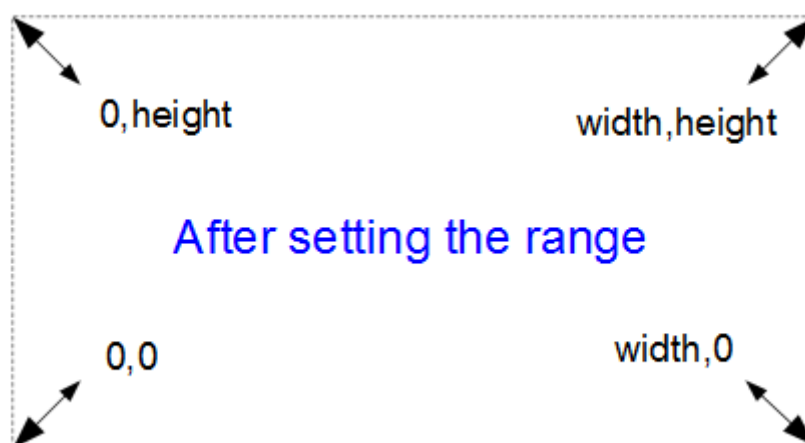 0,height
width,height
After setting the range
0,0
width,0